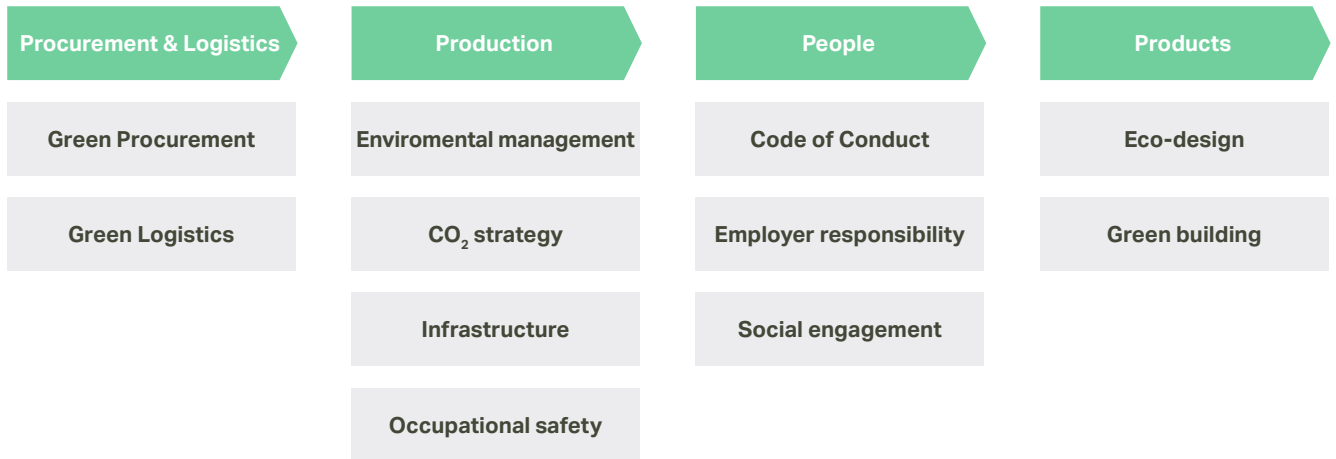 Procurement & Logistics
Production
People
Products
Green Procurement
Enviromental management
Code of Conduct
Eco-design
Green Logistics
CO₂ strategy
Employer responsibility
Green building
Infrastructure
Social engagement
Occupational safety